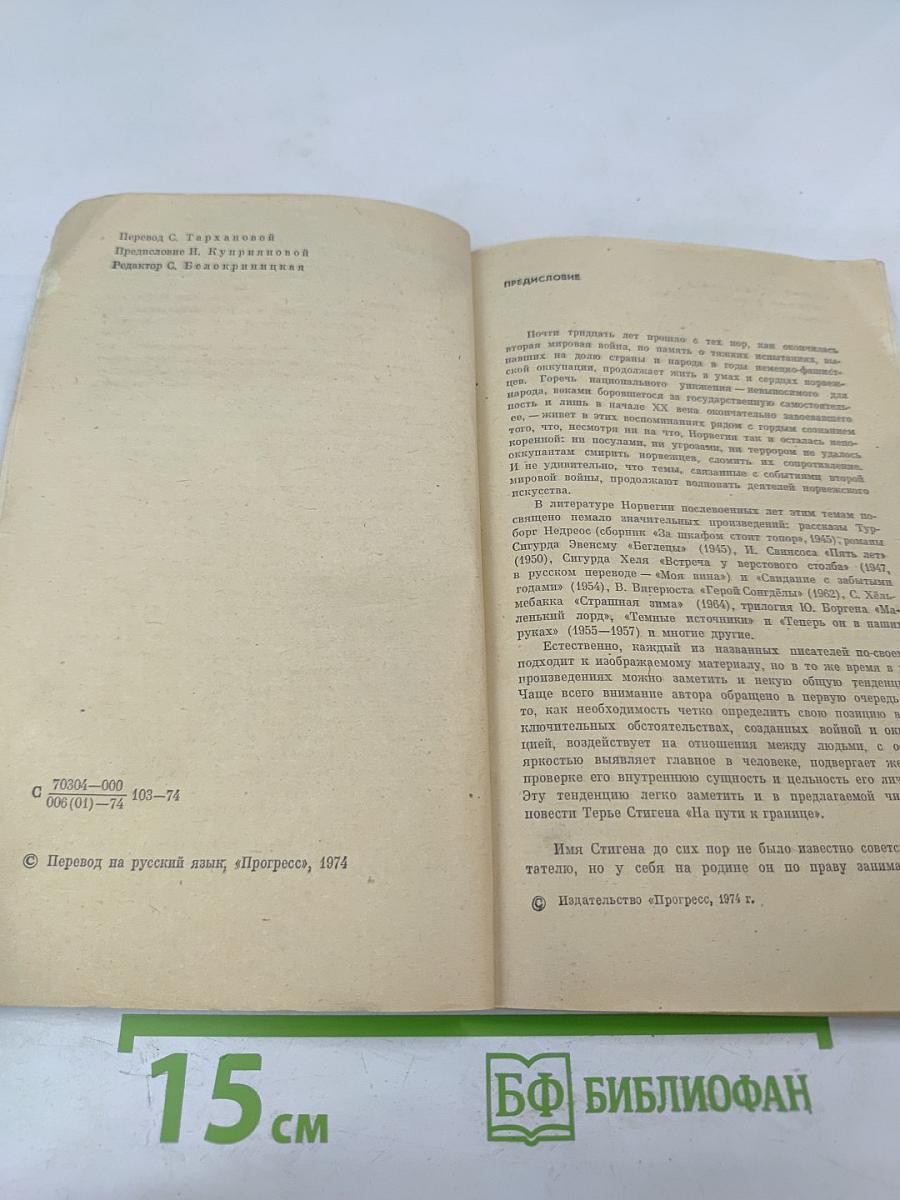 Перевод С. Тархановой
Предисловие И. Куприяновой
Редактор С. Белокриницкая
С 70304—000
006(01)—74 103—74
© Перевод на русский язык, «Прогресс», 1974
ПРЕДИСЛОВИЕ
Почти тридцать лет прошло с тех пор, как окончилась
вторая мировая война, но память о тяжких испытаниях, вы-
павших на долю страны и народа в годы немецко-фашист-
ской оккупации, продолжает жить в умах и сердцах норвеж-
цев. Горечь национального унижения — невыносимого для
народа, веками боровшегося за государственную самостоятель-
ность и лишь в начале XX века окончательно завоевавшего
ее, — живет в этих воспоминаниях рядом с гордым сознанием
того, что, несмотря ни на что, Норвегия так и осталась непо-
коренной: ни посулами, ни угрозами, ни террором не удалось
оккупантам смирить норвежцев, сломить их сопротивление.
И не удивительно, что темы, связанные с событиями второй
мировой войны, продолжают волновать деятелей норвежского
искусства.
В литературе Норвегии послевоенных лет этим темам по-
священо немало значительных произведений: рассказы Тур-
борг Недреос (сборник «За шкафом стоит топор», 1945); романы
Сигурда Эвенсму «Беглецы» (1945), И. Свинсоса «Пять лет»
(1950), Сигурда Хеля «Встреча у верстового столба» (1947,
в русском переводе — «Моя вина») и «Свидание с забытыми
годами» (1954), В. Вигерюста «Герой Сонгдёлы» (1962), С. Хёль-
мебакка «Страшная зима» (1964), трилогия Ю. Боргена «Ма-
ленький лорд», «Темные источники» и «Теперь он в наших
руках» (1955—1957) и многие другие.
Естественно, каждый из названных писателей по-своем
подходит к изображаемому материалу, но в то же время в
произведениях можно заметить и некую общую тенденц
Чаще всего внимание автора обращено в первую очередь
то, как необходимость четко определить свою позицию в
ключительных обстоятельствах, созданных войной и ок
цией, воздействует на отношения между людьми, с о
яркостью выявляет главное в человеке, подвергает же
проверке его внутреннюю сущность и цельность его лич
Эту тенденцию легко заметить и в предлагаемой чи
повести Терье Стигена «На пути к границе».
Имя Стигена до сих пор не было известно советс
тателю, но у себя на родине он по праву занима
© Издательство «Прогресс, 1974 г.
15 см
БФ БИБЛИОФАН